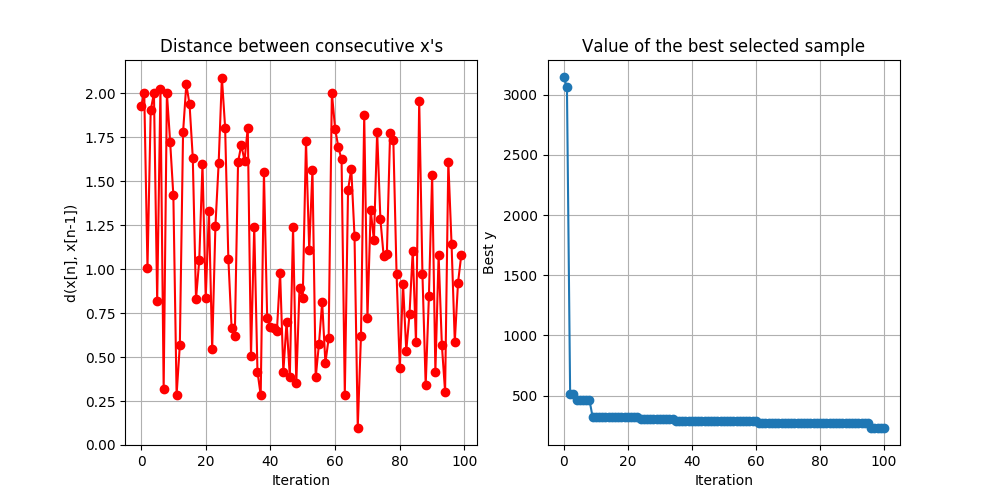 Distance between consecutive x's
d(x[n], x[n-1])
2.00
1.75
1.50
1.25
1.00
0.75
0.50
0.25
0.00
0 20 40 60 80 100
Iteration
Value of the best selected sample
Best y
3000
2500
2000
1500
1000
500
0 20 40 60 80 100
Iteration